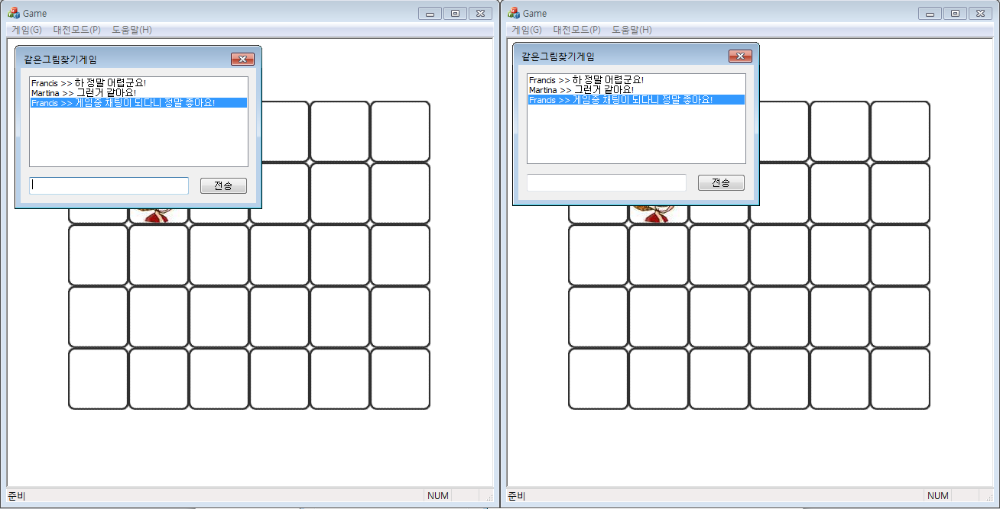 Game
게임(G) 대전모드(P) 도움말(H)
같은그림찾기게임
Francis >> 하 정말 어렵군요!
Martina >> 그런거 같아요!
Francis >> 게임중 채팅이 되다니 정말 좋아요!
전송
준비
NUM
Game
게임(G) 대전모드(P) 도움말(H)
같은그림찾기게임
Francis >> 하 정말 어렵군요!
Martina >> 그런거 같아요!
Francis >> 게임중 채팅이 되다니 정말 좋아요!
전송
준비
NUM